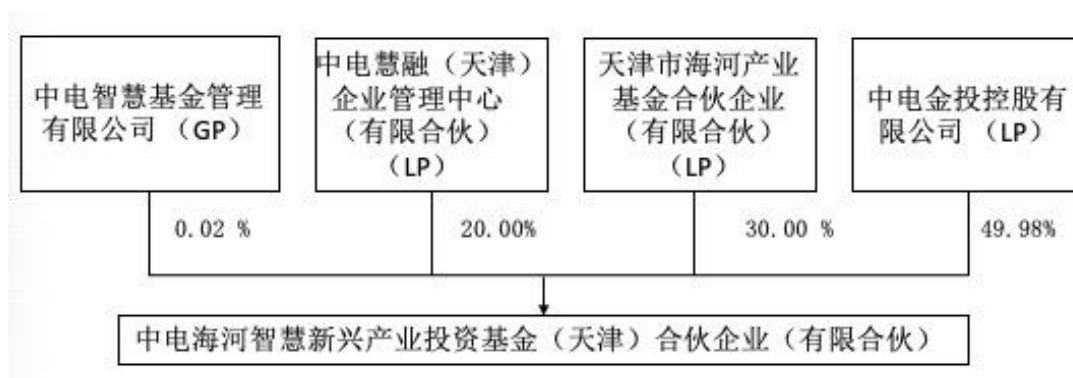 中电智慧基金管理
有限公司 （GP）
中电慧融（天津）
企业管理中心
（有限合伙）
（LP）
天津市海河产业
基金合伙企业
（有限合伙）
（LP）
中电金投控股有
限公司 （LP）
0.02 %
20.00%
30.00 %
49.98%
中电海河智慧新兴产业投资基金（天津）合伙企业（有限合伙）